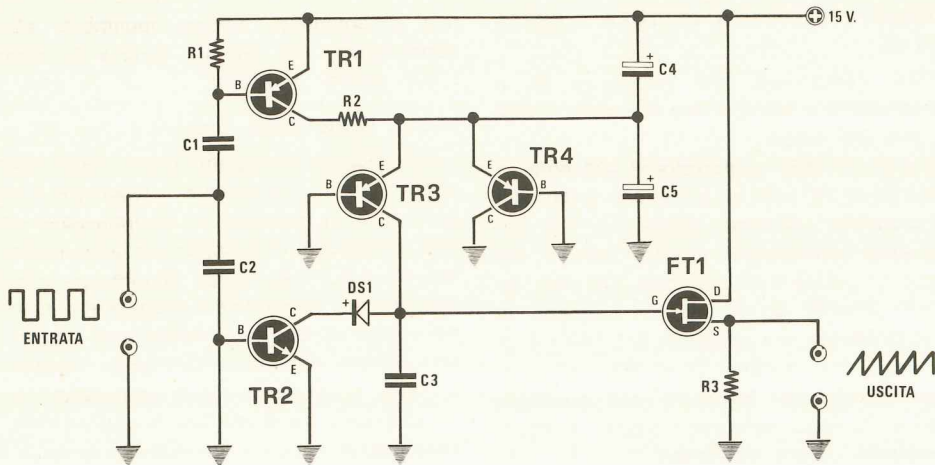 15 V.
R1
TR1
E
B
C
R2
C4
+
C1
E
B
C
TR3
E
B
C
TR4
C5
+
C2
FT1
G
D
S
ENTRATA
DS1
+
B
C
E
TR2
C3
R3
USCITA